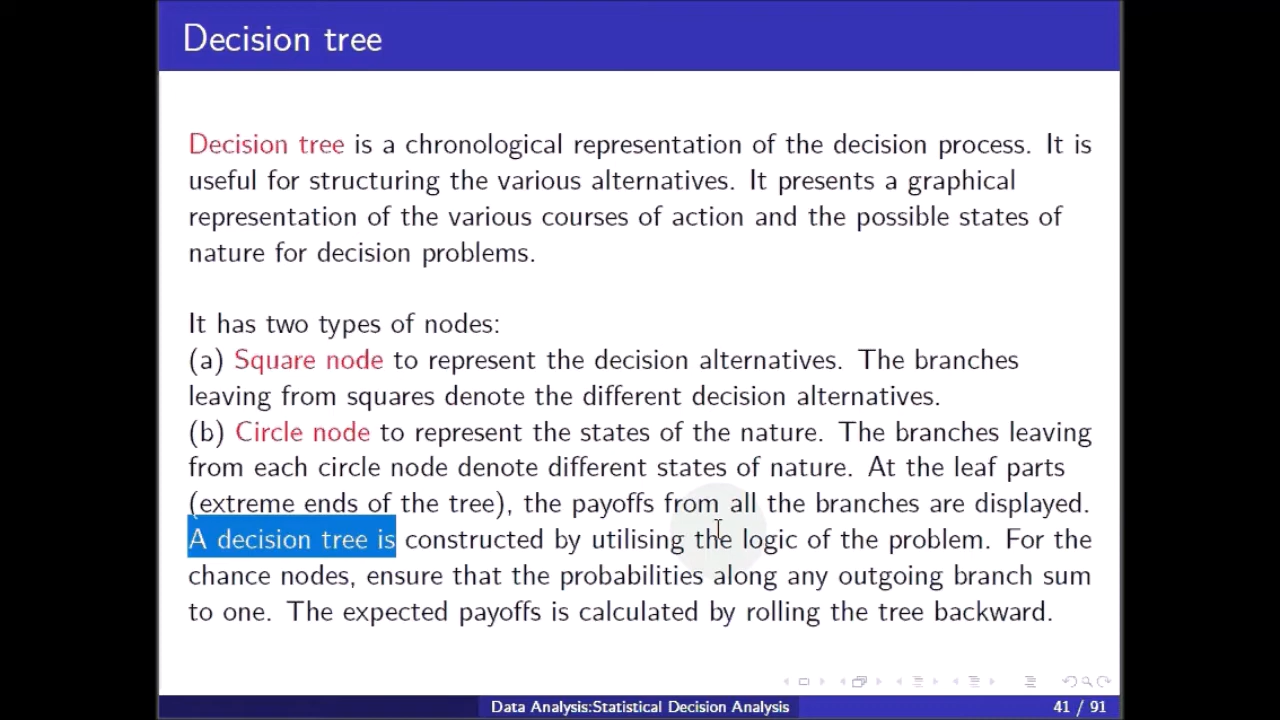 Decision tree
Decision tree is a chronological representation of the decision process. It is
useful for structuring the various alternatives. It presents a graphical
representation of the various courses of action and the possible states of
nature for decision problems.
It has two types of nodes:
(a) Square node to represent the decision alternatives. The branches
leaving from squares denote the different decision alternatives.
(b) Circle node to represent the states of the nature. The branches leaving
from each circle node denote different states of nature. At the leaf parts
(extreme ends of the tree), the payoffs from all the branches are displayed.
A decision tree is constructed by utilising the logic of the problem. For the
chance nodes, ensure that the probabilities along any outgoing branch sum
to one. The expected payoffs is calculated by rolling the tree backward.
Data Analysis:Statistical Decision Analysis
41 / 91